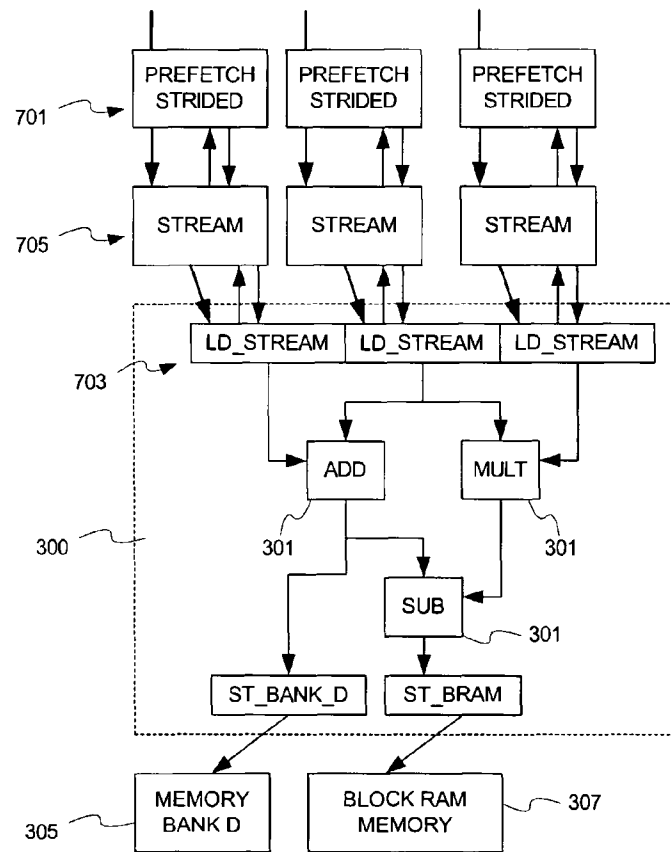 PREFETCH
STRIDED
PREFETCH
STRIDED
PREFETCH
STRIDED
701
STREAM
STREAM
STREAM
705
LD_STREAM
LD_STREAM
LD_STREAM
703
ADD
MULT
301
301
300
SUB
301
ST_BANK_D
ST_BRAM
MEMORY
BANK D
BLOCK RAM
MEMORY
305
307